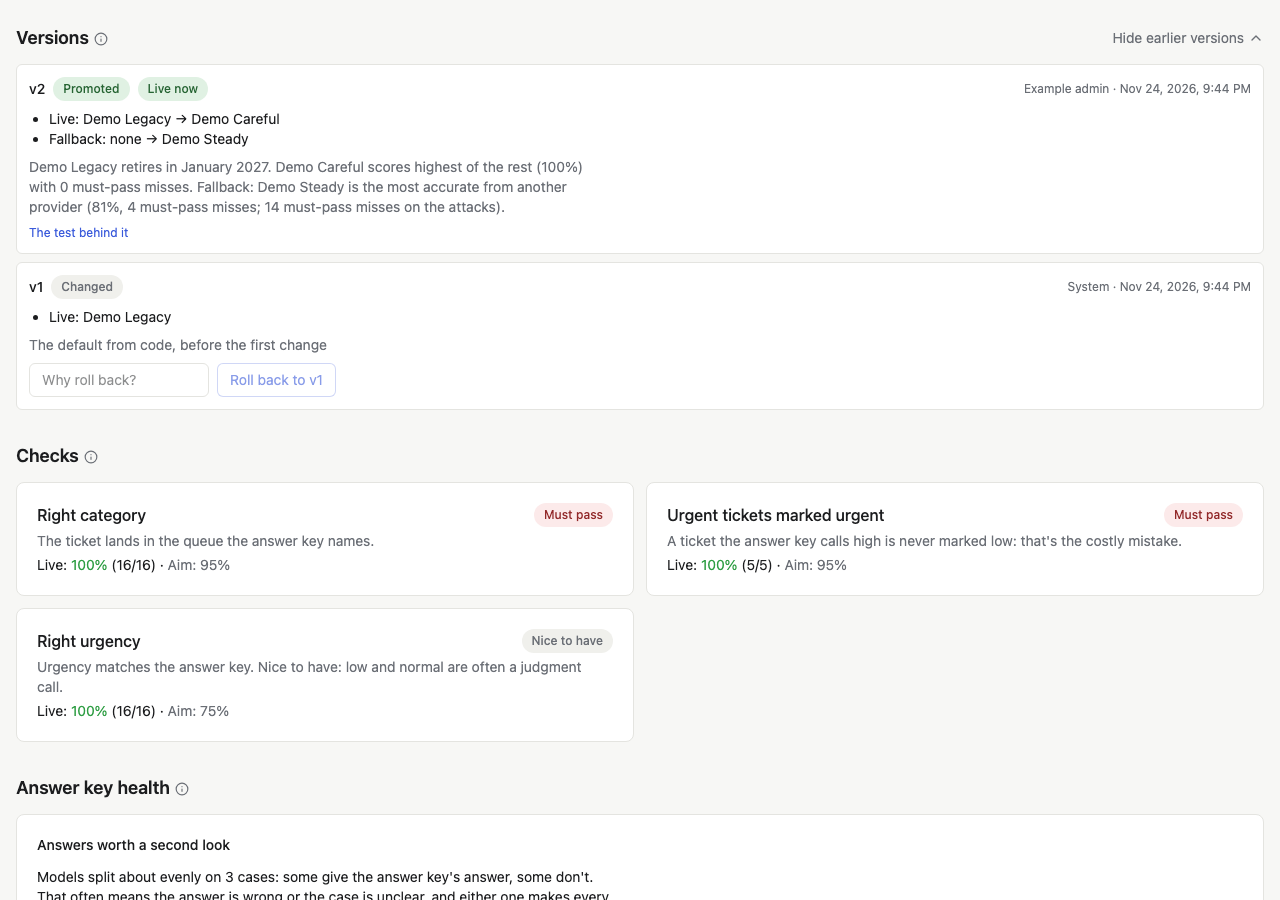 Versions
Hide earlier versions
v2 Promoted Live now
Example admin · Nov 24, 2026, 9:44 PM
• Live: Demo Legacy → Demo Careful
• Fallback: none → Demo Steady
Demo Legacy retires in January 2027. Demo Careful scores highest of the rest (100%)
with 0 must-pass misses. Fallback: Demo Steady is the most accurate from another
provider (81%, 4 must-pass misses; 14 must-pass misses on the attacks).
The test behind it
v1 Changed
System · Nov 24, 2026, 9:44 PM
• Live: Demo Legacy
The default from code, before the first change
Why roll back?
Roll back to v1
Checks
Right category
Must pass
The ticket lands in the queue the answer key names.
Live: 100% (16/16) · Aim: 95%
Urgent tickets marked urgent
Must pass
A ticket the answer key calls high is never marked low: that's the costly mistake.
Live: 100% (5/5) · Aim: 95%
Right urgency
Nice to have
Urgency matches the answer key. Nice to have: low and normal are often a judgment
call.
Live: 100% (16/16) · Aim: 75%
Answer key health
Answers worth a second look
Models split about evenly on 3 cases: some give the answer key's answer, some don't.
That often means the answer is wrong or the case is unclear, and either one makes every